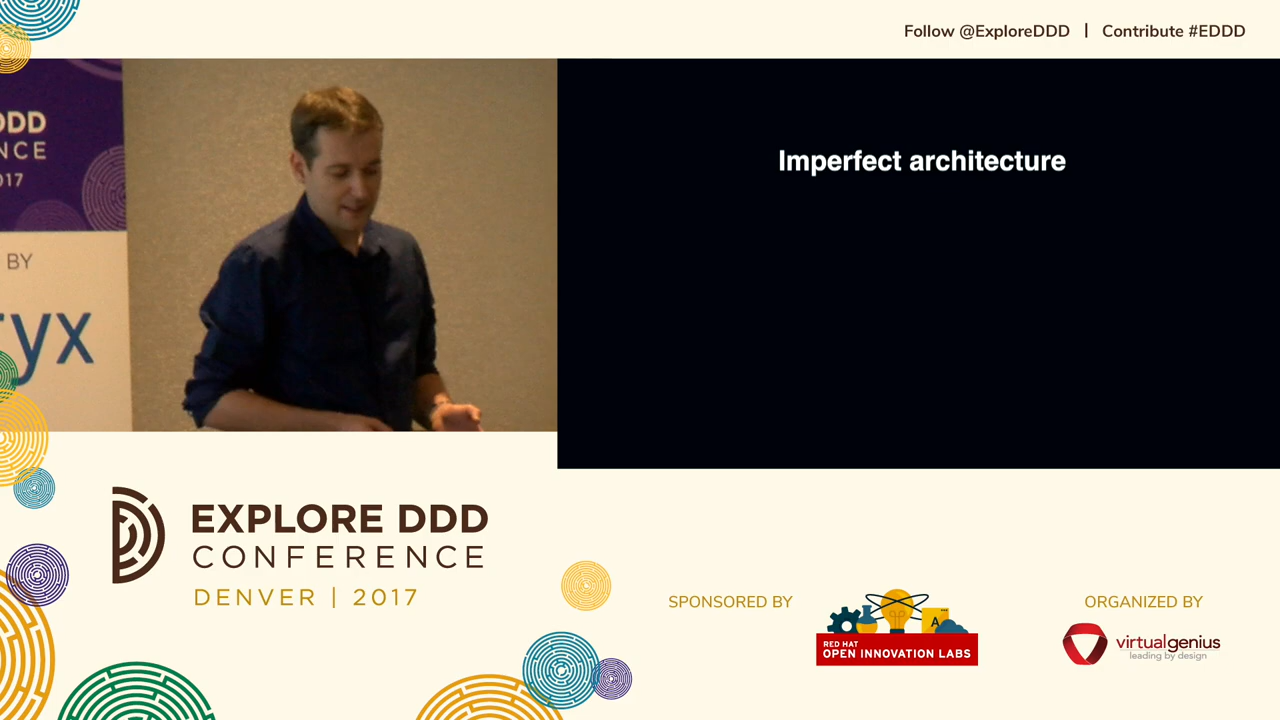 Follow @ExploreDDD | Contribute #EDDD
DDD
NCE
017
BY
ryx
Imperfect architecture
EXPLORE DDD
CONFERENCE
DENVER | 2017
SPONSORED BY
RED HAT
OPEN INNOVATION LABS
A
ORGANIZED BY
virtualgenius
leading by design